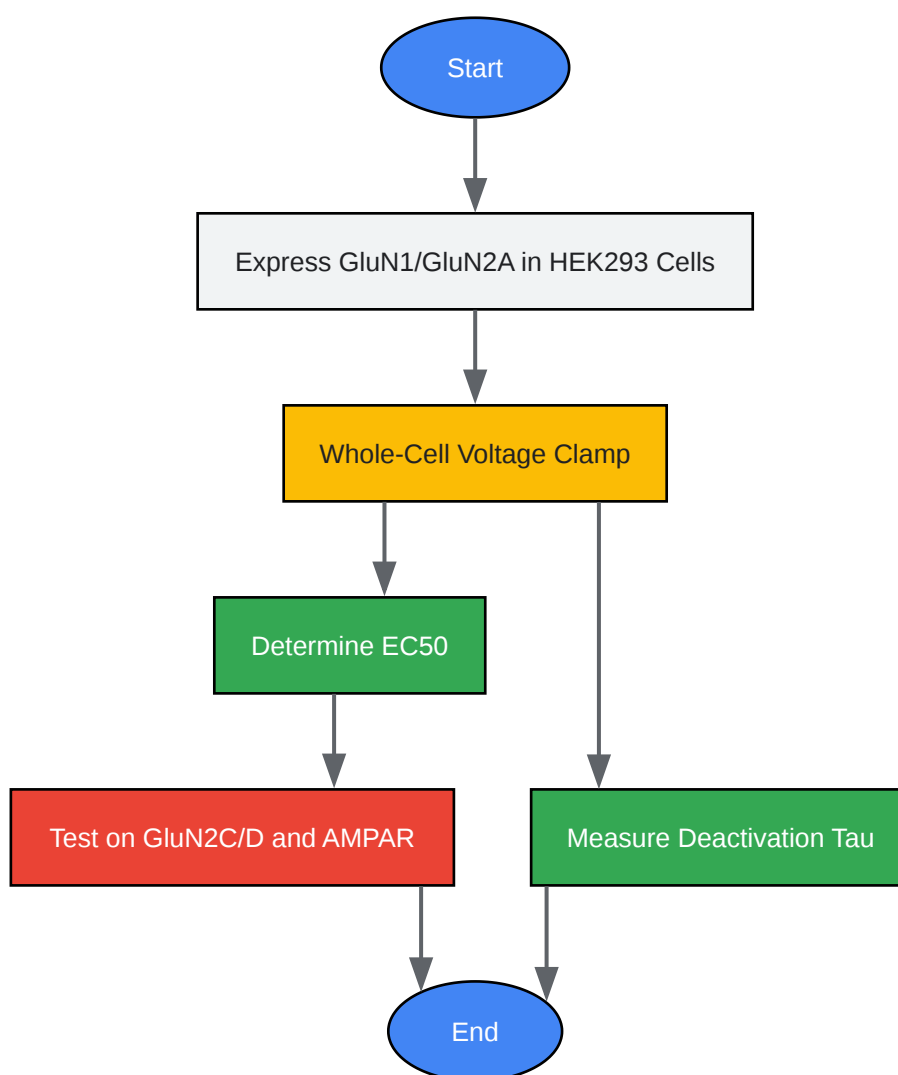 Start
Express GluN1/GluN2A in HEK293 Cells
Whole-Cell Voltage Clamp
Determine EC50
Test on GluN2C/D and AMPAR
Measure Deactivation Tau
End